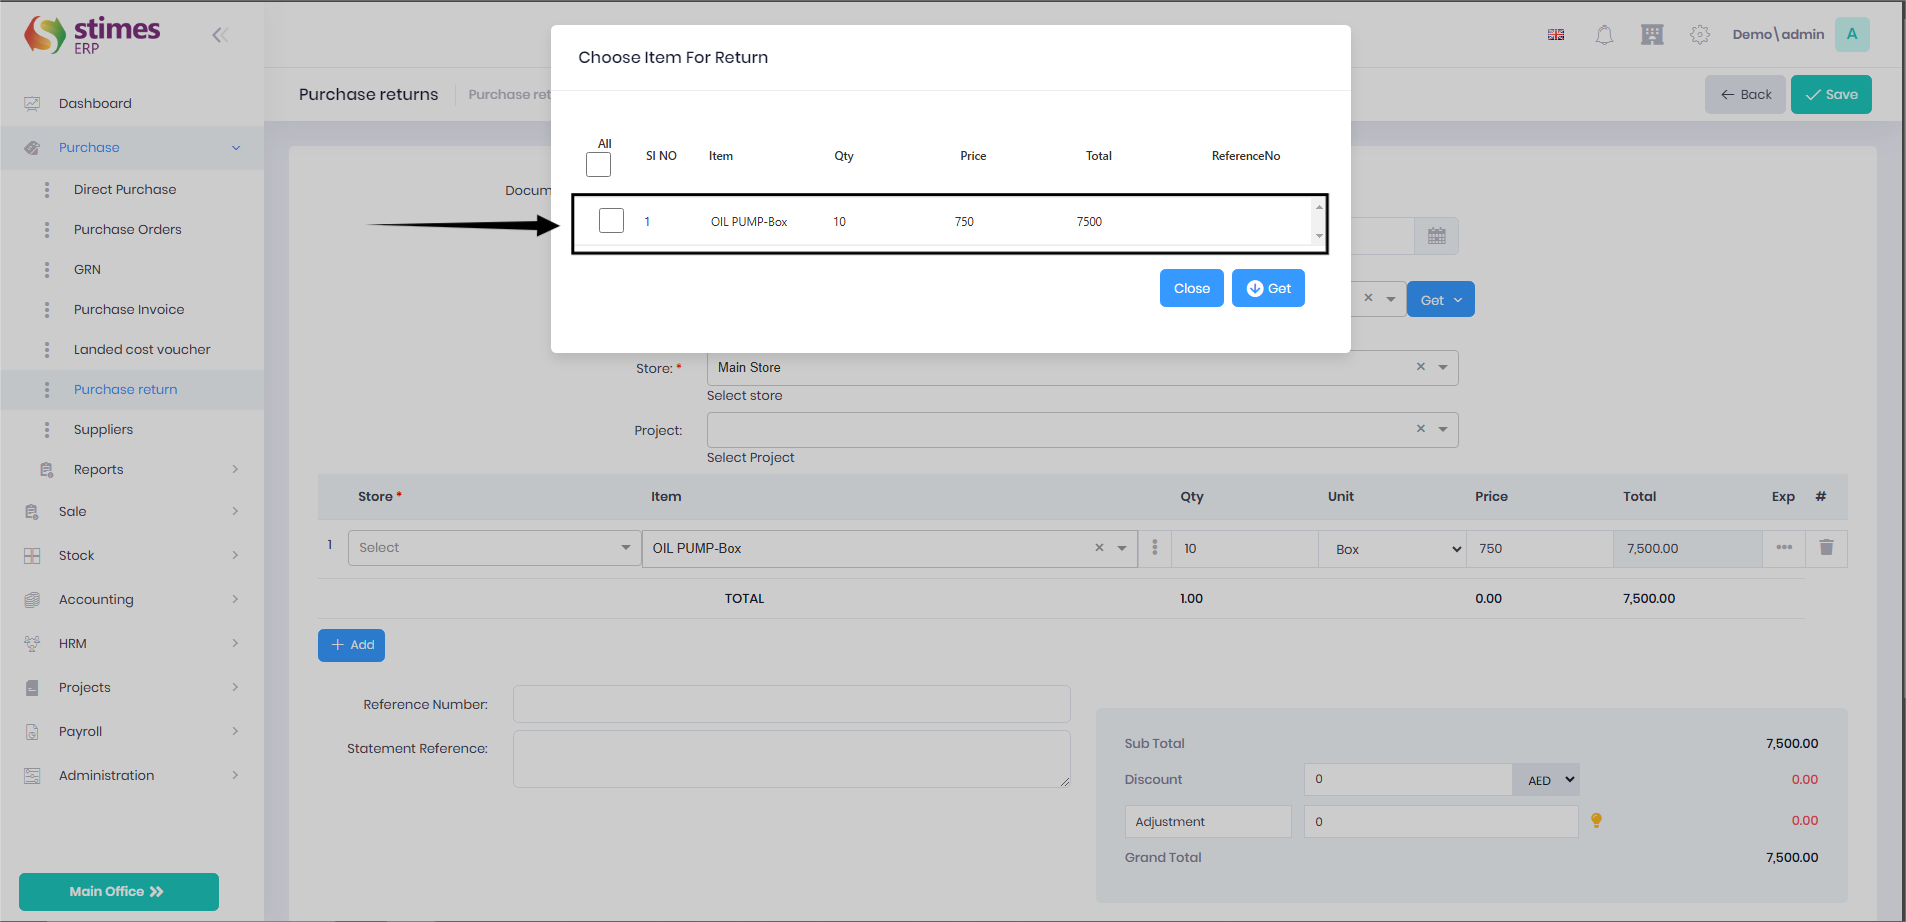 stimes
ERP
Demo\admin
A
Choose Item For Return
Purchase returns
Purchase ret
Back
Save
Dashboard
Purchase
Direct Purchase
Purchase Orders
GRN
Purchase Invoice
Landed cost voucher
Purchase return
Suppliers
Reports
Sale
Stock
Accounting
HRM
Projects
Payroll
Administration
Main Office
All
SI NO Item Qty Price Total ReferenceNo
1 OIL PUMP-Box 10 750 7500
Close
Get
Docum
Get
Store: *
Main Store
Select store
Project:
Select Project
Store * Item Qty Unit Price Total Exp #
1 Select OIL PUMP-Box 10 Box 750 7,500.00
TOTAL 1.00 0.00 7,500.00
+ Add
Reference Number:
Statement Reference:
Sub Total 7,500.00
Discount 0 AED 0.00
Adjustment 0 0.00
Grand Total 7,500.00